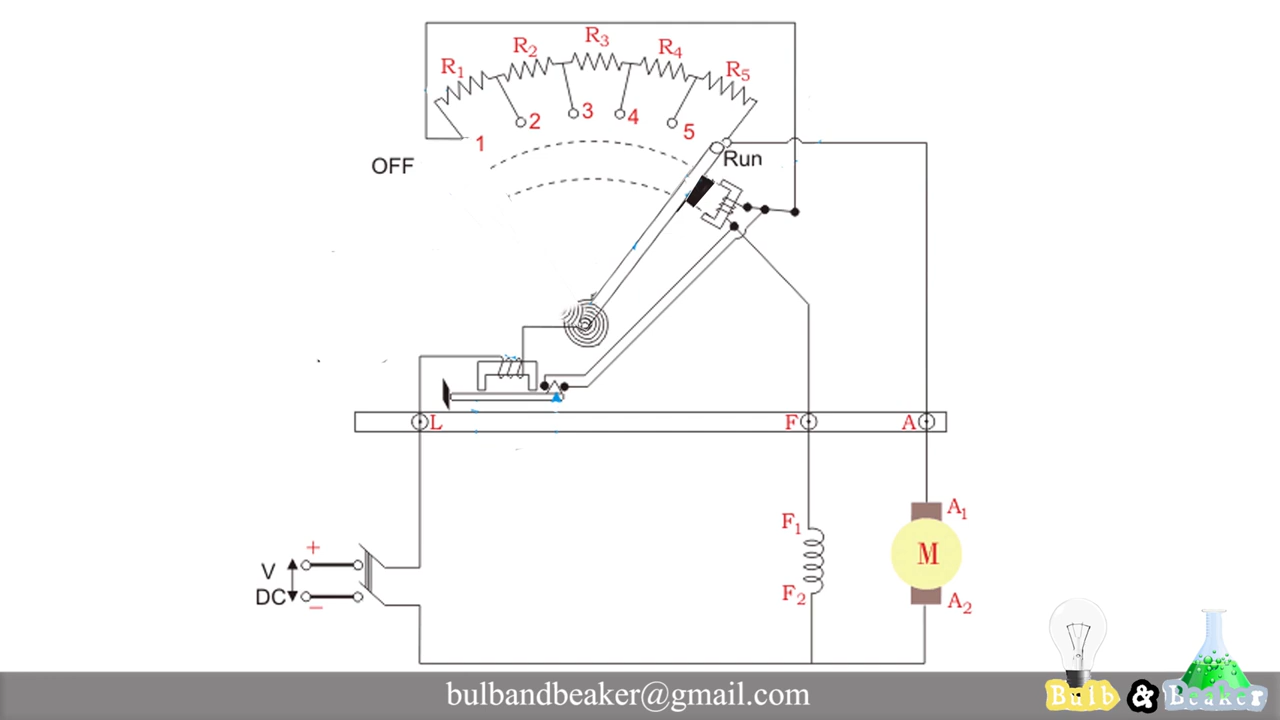 R1
R2
R3
R4
R5
1
2
3
4
5
OFF
Run
L
F
A
F1
F2
A1
M
A2
+
V
DC
−
bulbandbeaker@gmail.com
Bulb & Beaker